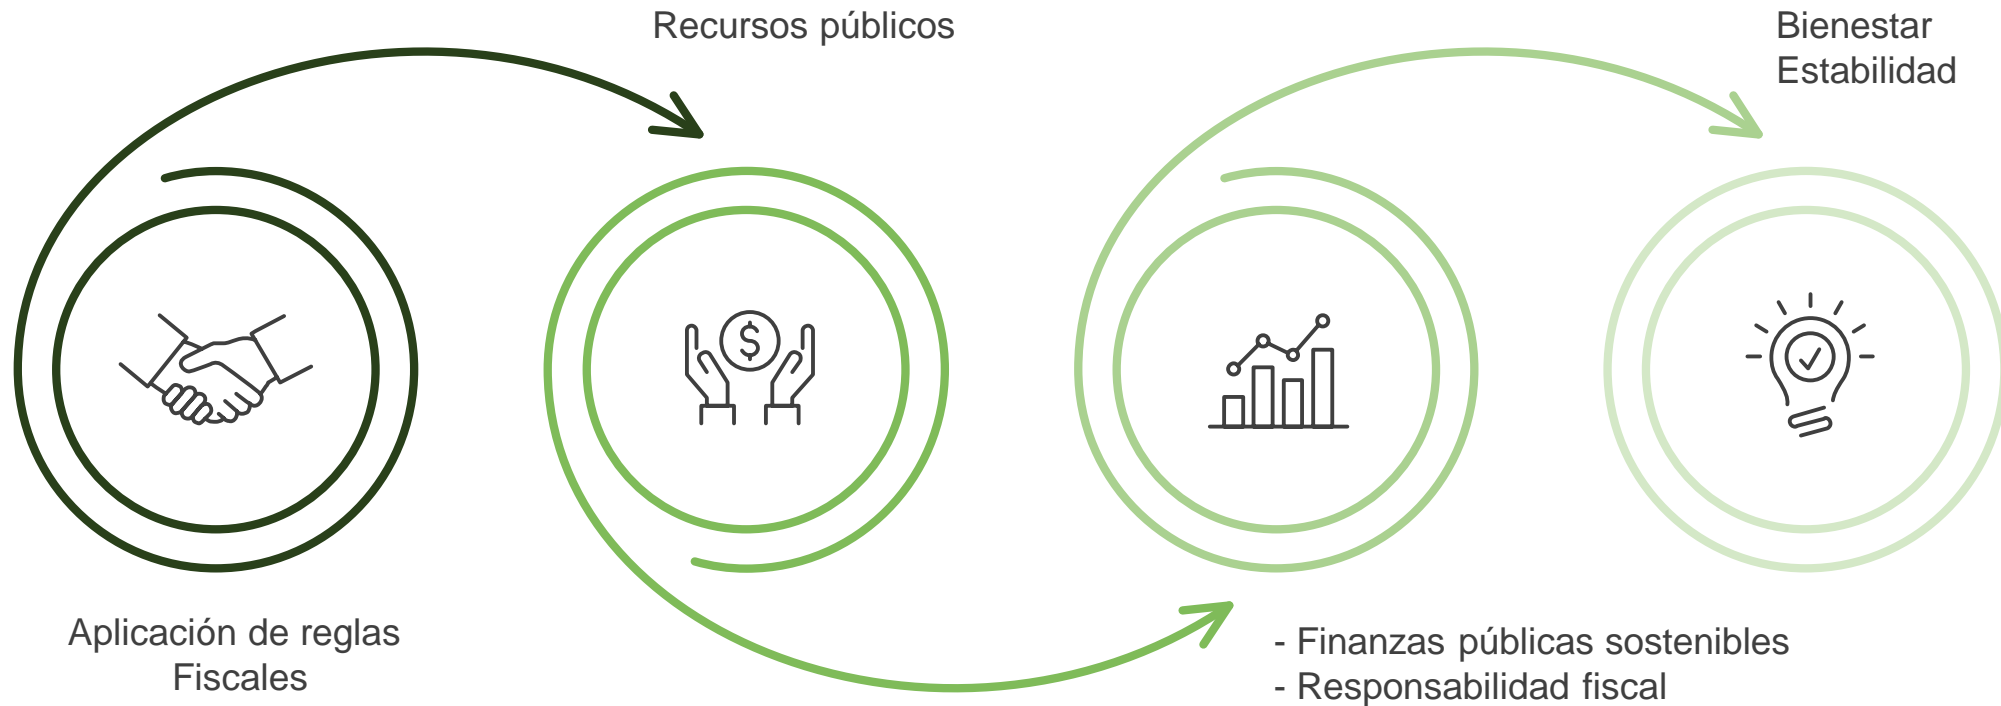 Recursos públicos
Bienestar
Estabilidad
$
Aplicación de reglas
Fiscales
- Finanzas públicas sostenibles
- Responsabilidad fiscal